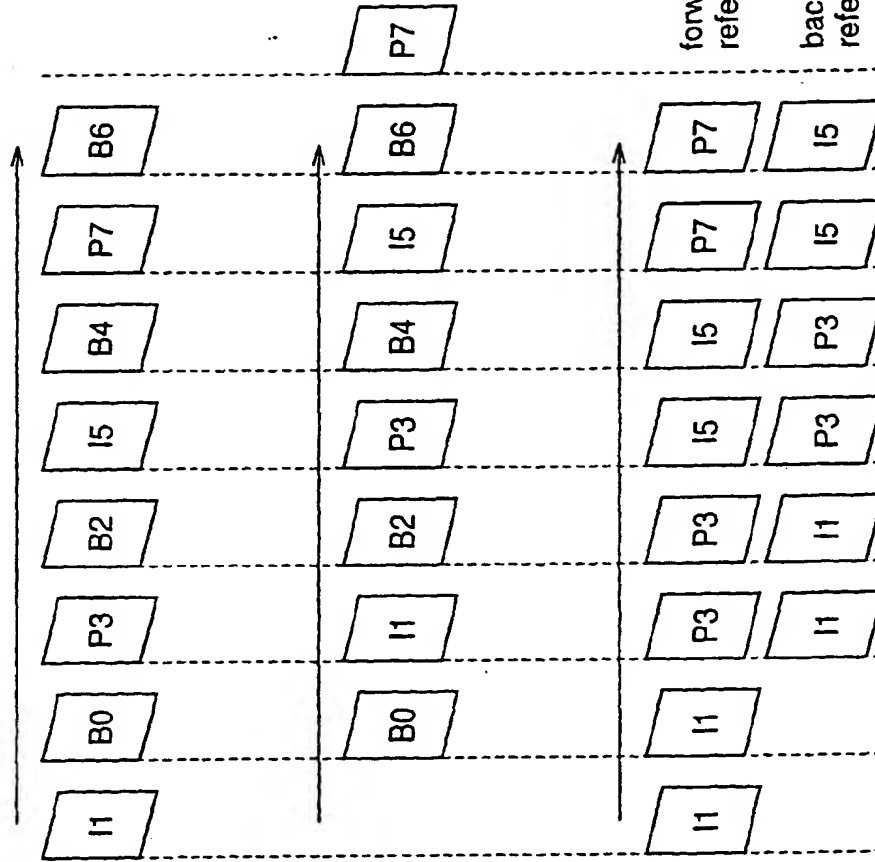 I1 B0 P3 B2 I5 B4 P7 B6
B0 I1 B2 P3 B4 I5 B6 P7
I1 I1 P3 P3 I5 I5 P7 P7
forw
refe
I1 I1 P3 P3 I5 I5
bac
refe